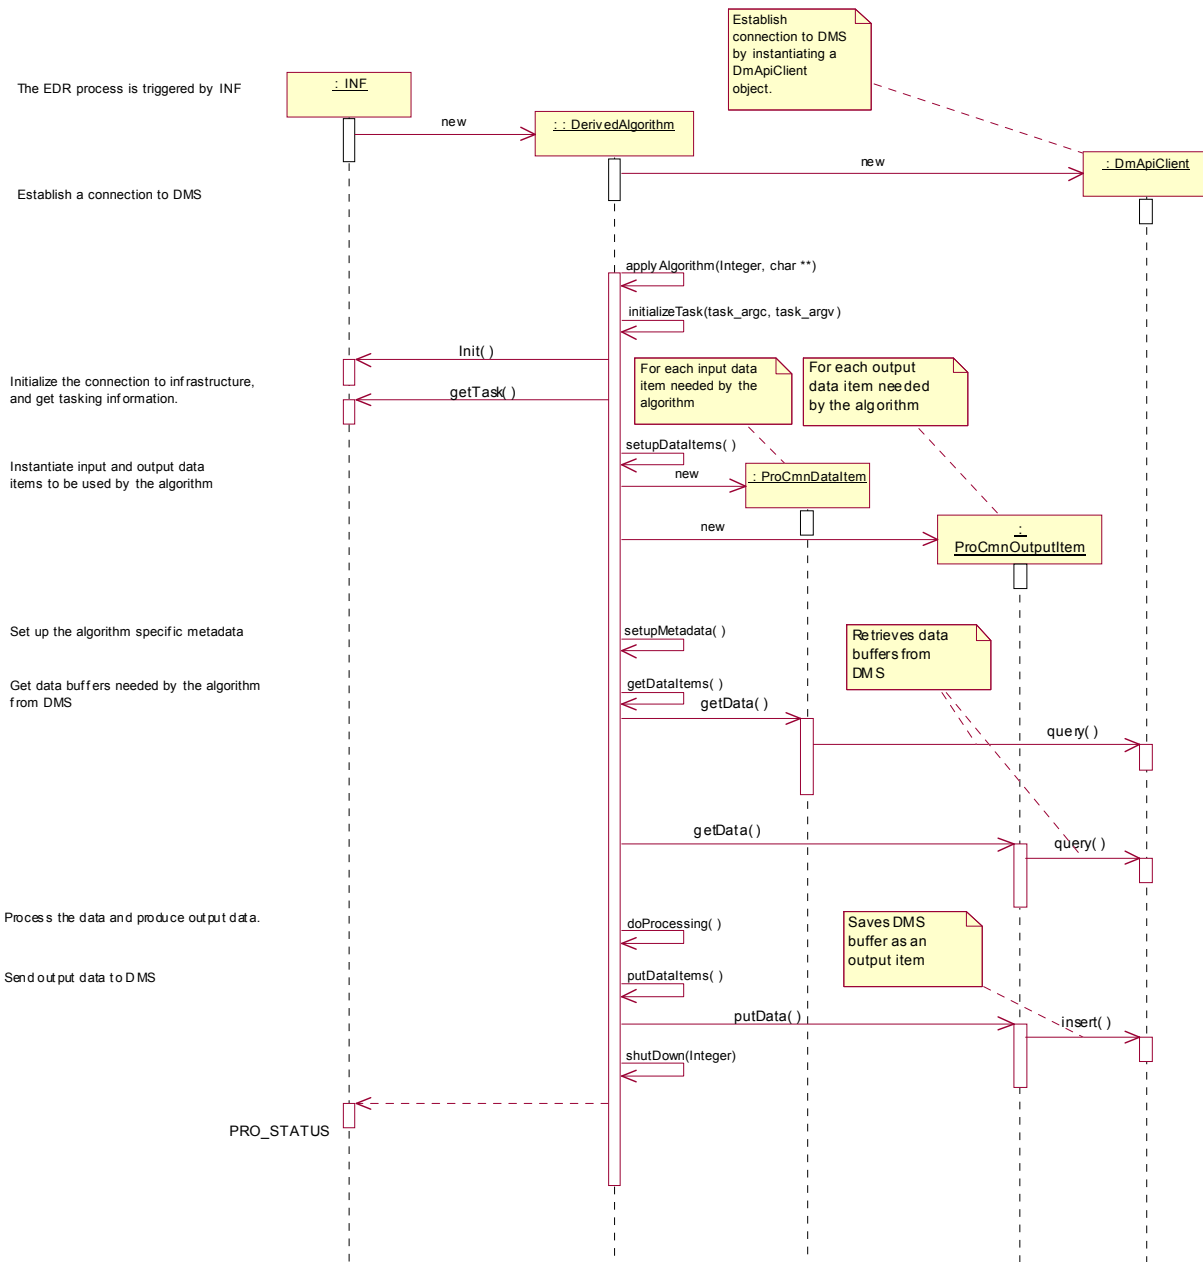 Establish
connection to DMS
by instantiating a
DmApiClient
object.
The EDR process is triggered by INF
: INF
new
: : DerivedAlgorithm
new
: DmApiClient
Establish a connection to DMS
applyAlgorithm(Integer, char **)
initializeTask(task_argc, task_argv)
Init( )
For each input data
item needed by the
algorithm
For each output
data item needed
by the algorithm
Initialize the connection to infrastructure,
and get tasking information.
getTask( )
setupDataItems( )
Instantiate input and output data
items to be used by the algorithm
new
: ProCmnDataItem
new
:
ProCmnOutputItem
Set up the algorithm specific metadata
setupMetadata( )
Retrieves data
buffers from
DMS
Get data buffers needed by the algorithm
from DMS
getDataItems( )
getData( )
query( )
getData( )
query( )
Process the data and produce output data.
doProcessing( )
Saves DMS
buffer as an
output item
Send output data to DMS
putDataItems( )
putData( )
insert( )
shutDown(Integer)
PRO_STATUS